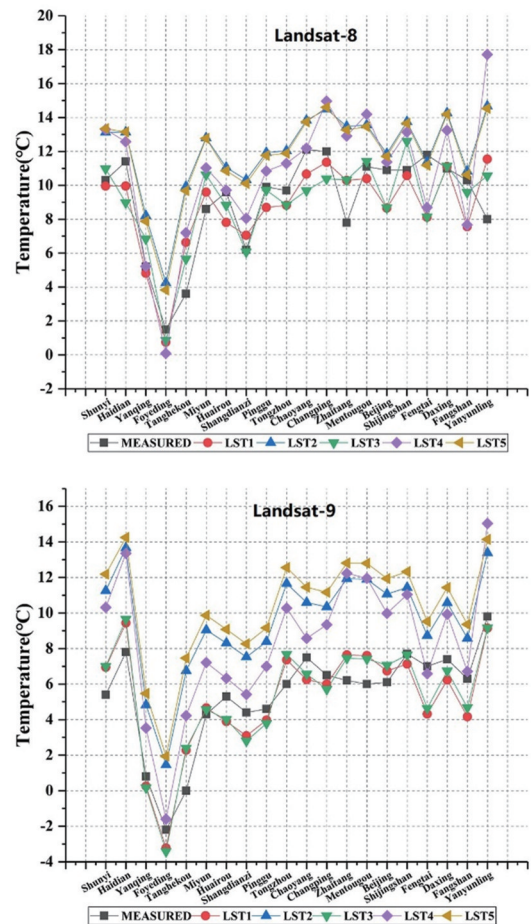 Landsat-8
Temperature(°C)
20
18
16
14
12
10
8
6
4
2
0
-2
Shunyi
Haidian
Yanqing
Foyeding
Tanghekou
Miyun
Huairou
Shangdianzi
Pinggu
Tongzhou
Chaoyang
Changping
Zhaitang
Mentougou
Beijing
Shijingshan
Fengtai
Daxing
Fangshan
Yanyunling
MEASURED LST1 LST2 LST3 LST4 LST5
Landsat-9
Temperature(°C)
16
14
12
10
8
6
4
2
0
-2
-4
Shunyi
Haidian
Yanqing
Foyeding
Tanghekou
Miyun
Huairou
Shangdianzi
Pinggu
Tongzhou
Chaoyang
Changping
Zhaitang
Mentougou
Beijing
Shijingshan
Fengtai
Daxing
Fangshan
Yanyunling
MEASURED LST1 LST2 LST3 LST4 LST5